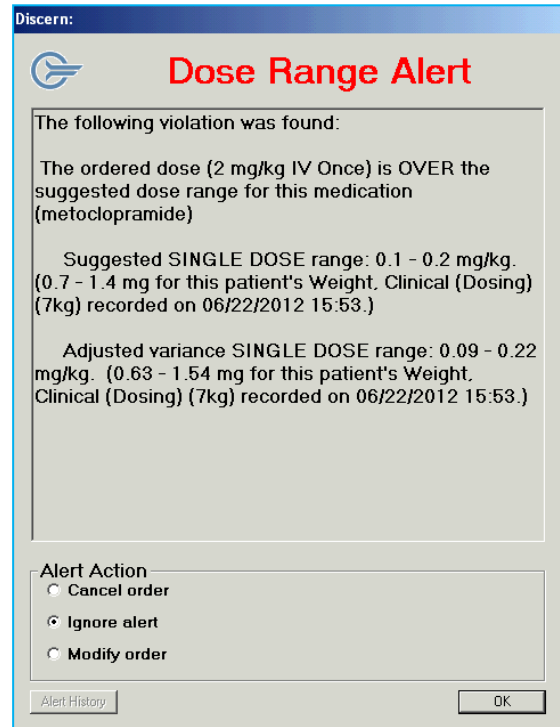 Discern:
Dose Range Alert
The following violation was found:
The ordered dose (2 mg/kg IV Once) is OVER the
suggested dose range for this medication
(metoclopramide)
Suggested SINGLE DOSE range: 0.1 - 0.2 mg/kg.
(0.7 - 1.4 mg for this patient's Weight, Clinical (Dosing)
(7kg) recorded on 06/22/2012 15:53.)
Adjusted variance SINGLE DOSE range: 0.09 - 0.22
mg/kg. (0.63 - 1.54 mg for this patient's Weight,
Clinical (Dosing) (7kg) recorded on 06/22/2012 15:53.)
Alert Action
Cancel order
Ignore alert
Modify order
Alert History
OK